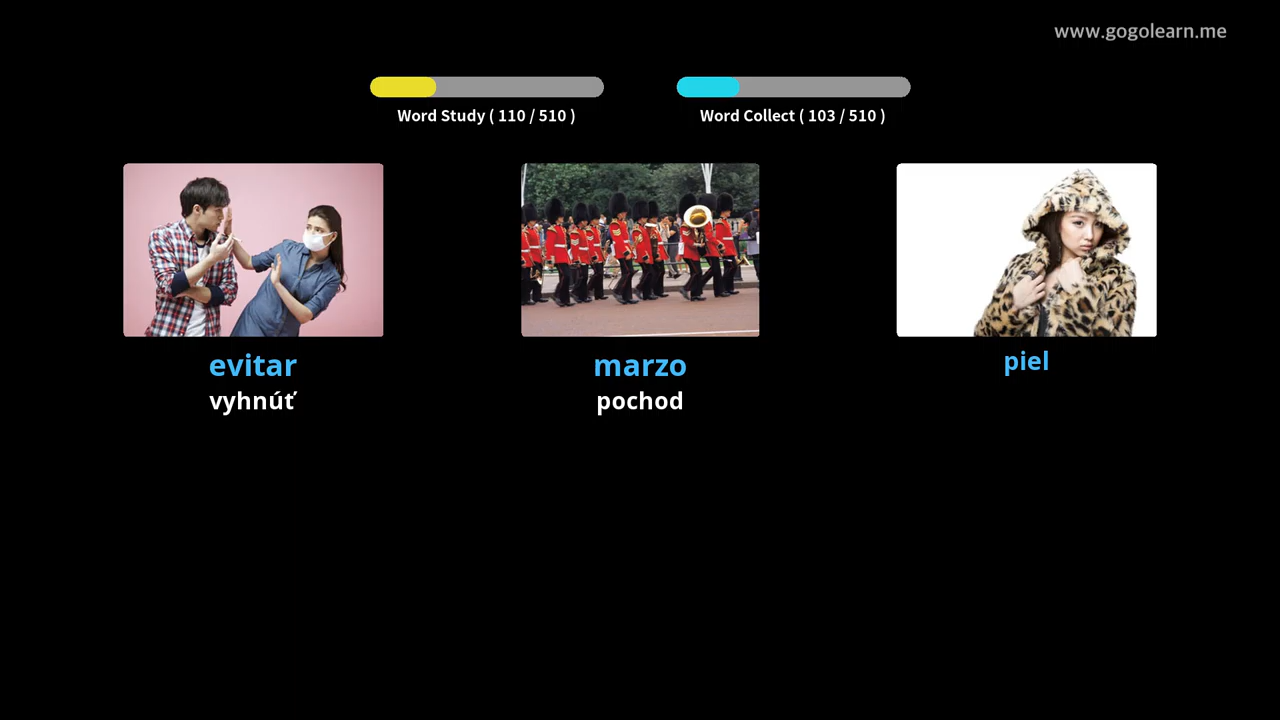 www.gogolearn.me
Word Study ( 110 / 510 )
Word Collect ( 103 / 510 )
evitar
vyhnúť
marzo
pochod
piel